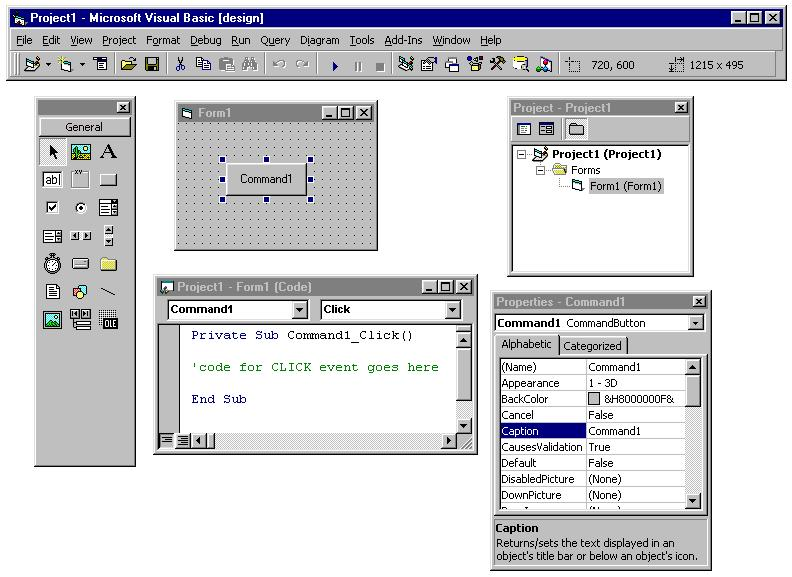 Project1 - Microsoft Visual Basic [design]
File Edit View Project Format Debug Run Query Diagram Tools Add-Ins Window Help
720, 600 1215 x 495
General
A
ab|
xy
OLE
Form1
Command1
Project - Project1
Project1 (Project1)
Forms
Form1 (Form1)
Project1 - Form1 (Code)
Command1 Click
Private Sub Command1_Click()
'code for CLICK event goes here
End Sub
Properties - Command1
Command1 CommandButton
Alphabetic Categorized
(Name) Command1
Appearance 1 - 3D
BackColor &H8000000F&
Cancel False
Caption Command1
CausesValidation True
Default False
DisabledPicture (None)
DownPicture (None)
Caption
Returns/sets the text displayed in an
object's title bar or below an object's icon.